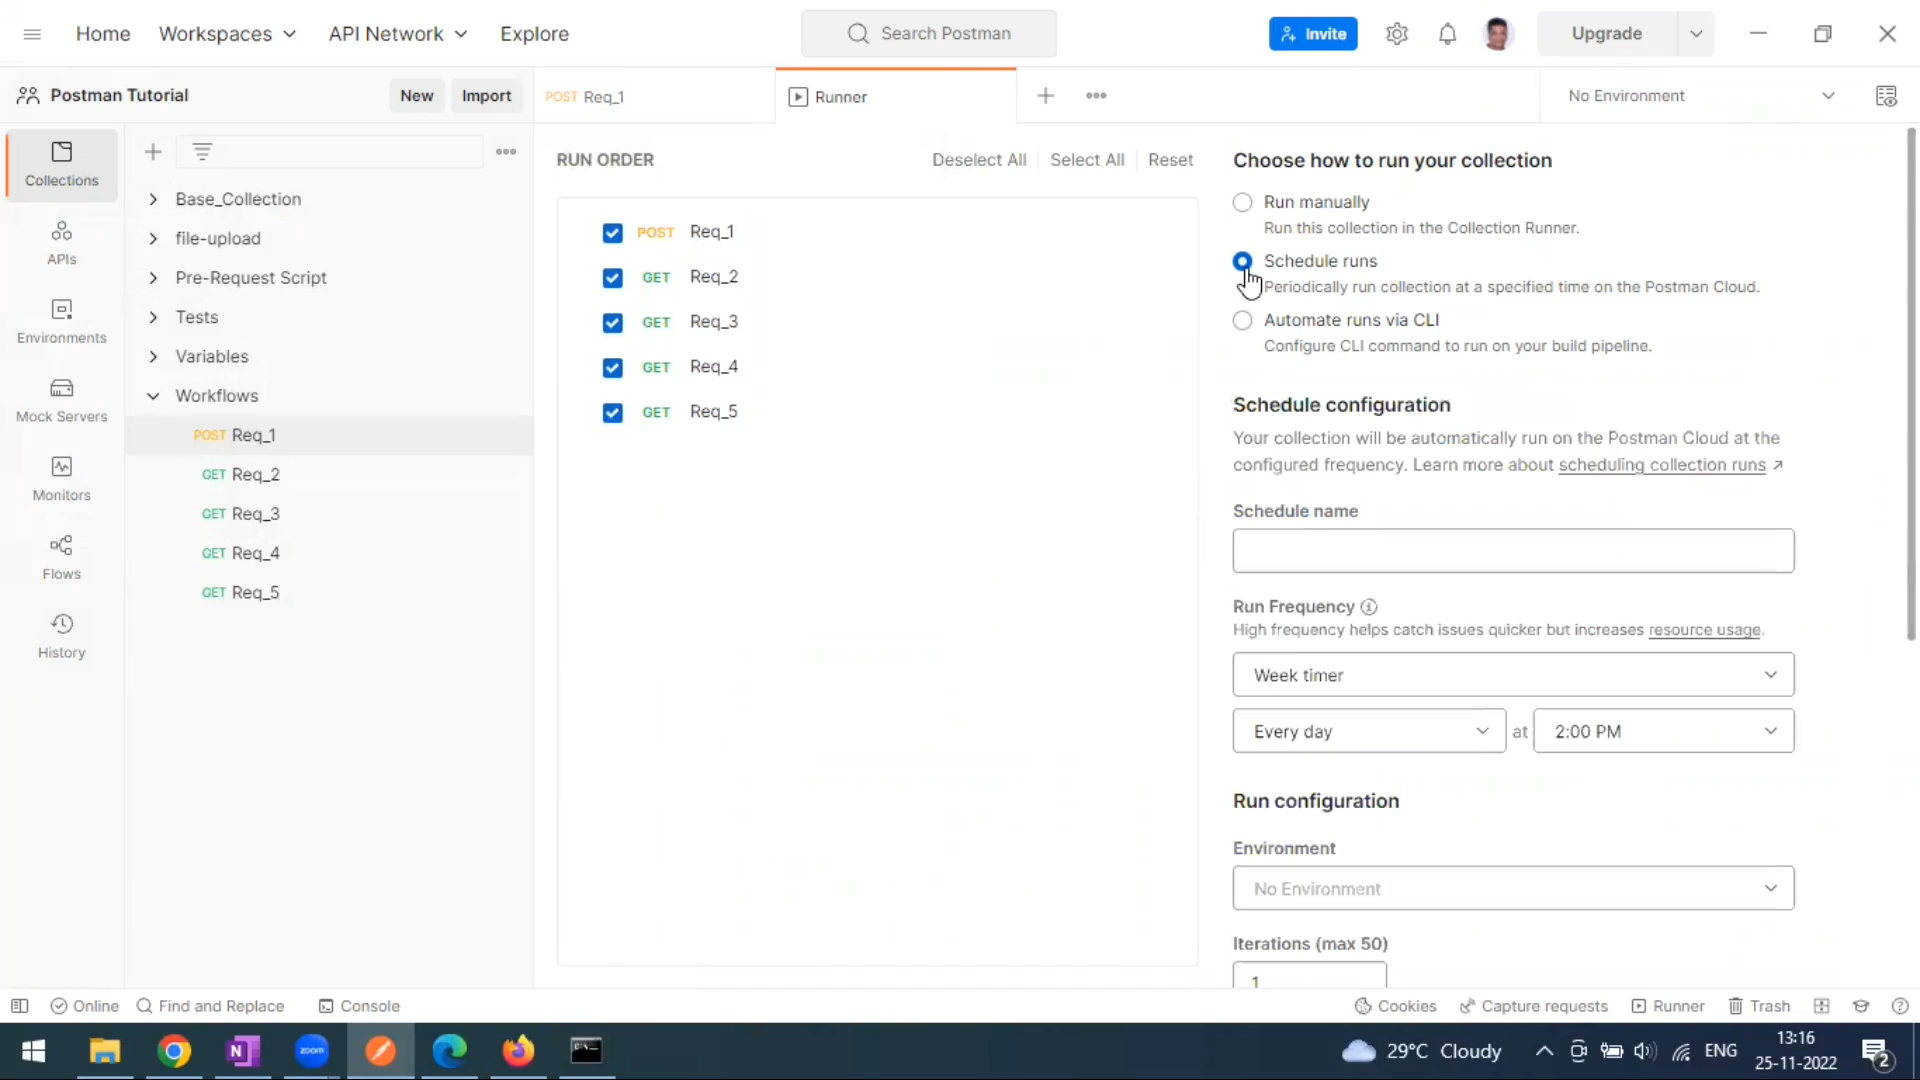 Home Workspaces API Network Explore Search Postman Invite Upgrade
Postman Tutorial New Import POST Req_1 Runner No Environment
Collections
APIs
Environments
Mock Servers
Monitors
Flows
History
Base_Collection
file-upload
Pre-Request Script
Tests
Variables
Workflows
POST Req_1
GET Req_2
GET Req_3
GET Req_4
GET Req_5
RUN ORDER Deselect All Select All Reset
POST Req_1
GET Req_2
GET Req_3
GET Req_4
GET Req_5
Choose how to run your collection
Run manually
Run this collection in the Collection Runner.
Schedule runs
Periodically run collection at a specified time on the Postman Cloud.
Automate runs via CLI
Configure CLI command to run on your build pipeline.
Schedule configuration
Your collection will be automatically run on the Postman Cloud at the
configured frequency. Learn more about scheduling collection runs ↗
Schedule name
Run Frequency
High frequency helps catch issues quicker but increases resource usage.
Week timer
Every day at 2:00 PM
Run configuration
Environment
No Environment
Iterations (max 50)
1
Online Find and Replace Console Cookies Capture requests Runner Trash
N zoom 29°C Cloudy ENG 13:16
25-11-2022 2